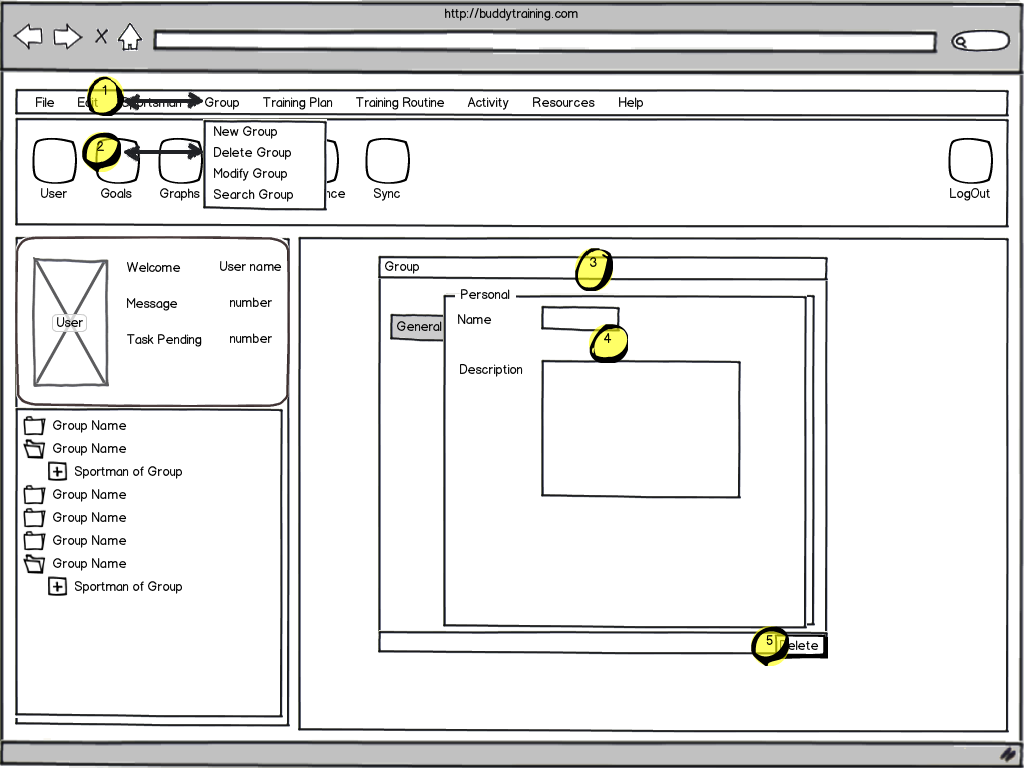 http://buddytraining.com
1
File Edit Sportsman Group Training Plan Training Routine Activity Resources Help
New Group
2
Delete Group
Modify Group
Search Group
User Goals Graphs nce Sync LogOut
Welcome User name
Message number
User
Task Pending number
Group Name
Group Name
Sportman of Group
Group Name
Group Name
Group Name
Group Name
Sportman of Group
3
Group
Personal
General
Name
4
Description
5
elete